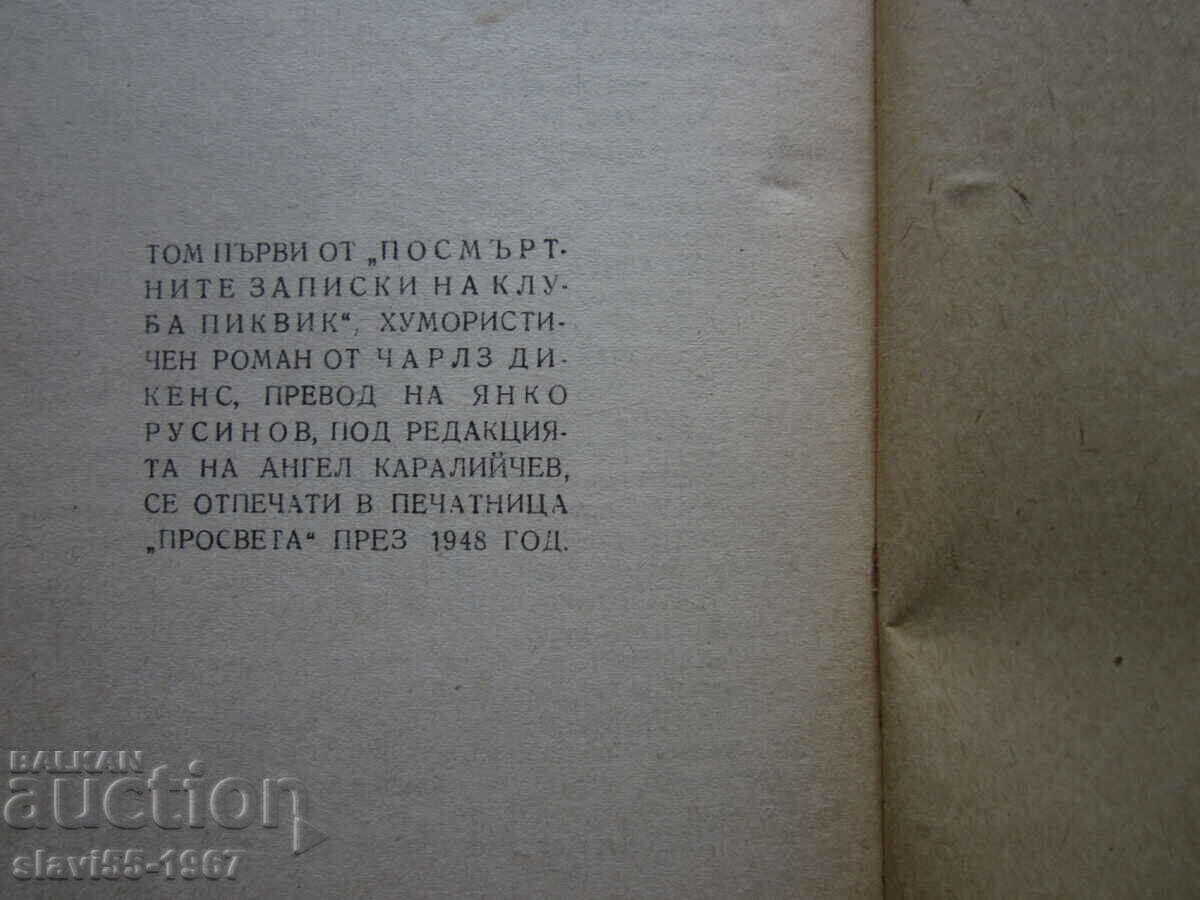 ТОМ ПЪРВИ ОТ „ПОСМЪРТ-
НИТЕ ЗАПИСКИ НА КЛУ-
БА ПИКВИК“, ХУМОРИСТИ-
ЧЕН РОМАН ОТ ЧАРЛЗ ДИ-
КЕНС, ПРЕВОД НА ЯНКО
РУСИНОВ, ПОД РЕДАКЦИЯ-
ТА НА АНГЕЛ КАРАЛИЙЧЕВ,
СЕ ОТПЕЧАТИ В ПЕЧАТНИЦА
„ПРОСВЕТА“ ПРЕЗ 1948 ГОД.
BALKAN
auction
slavi55-1967